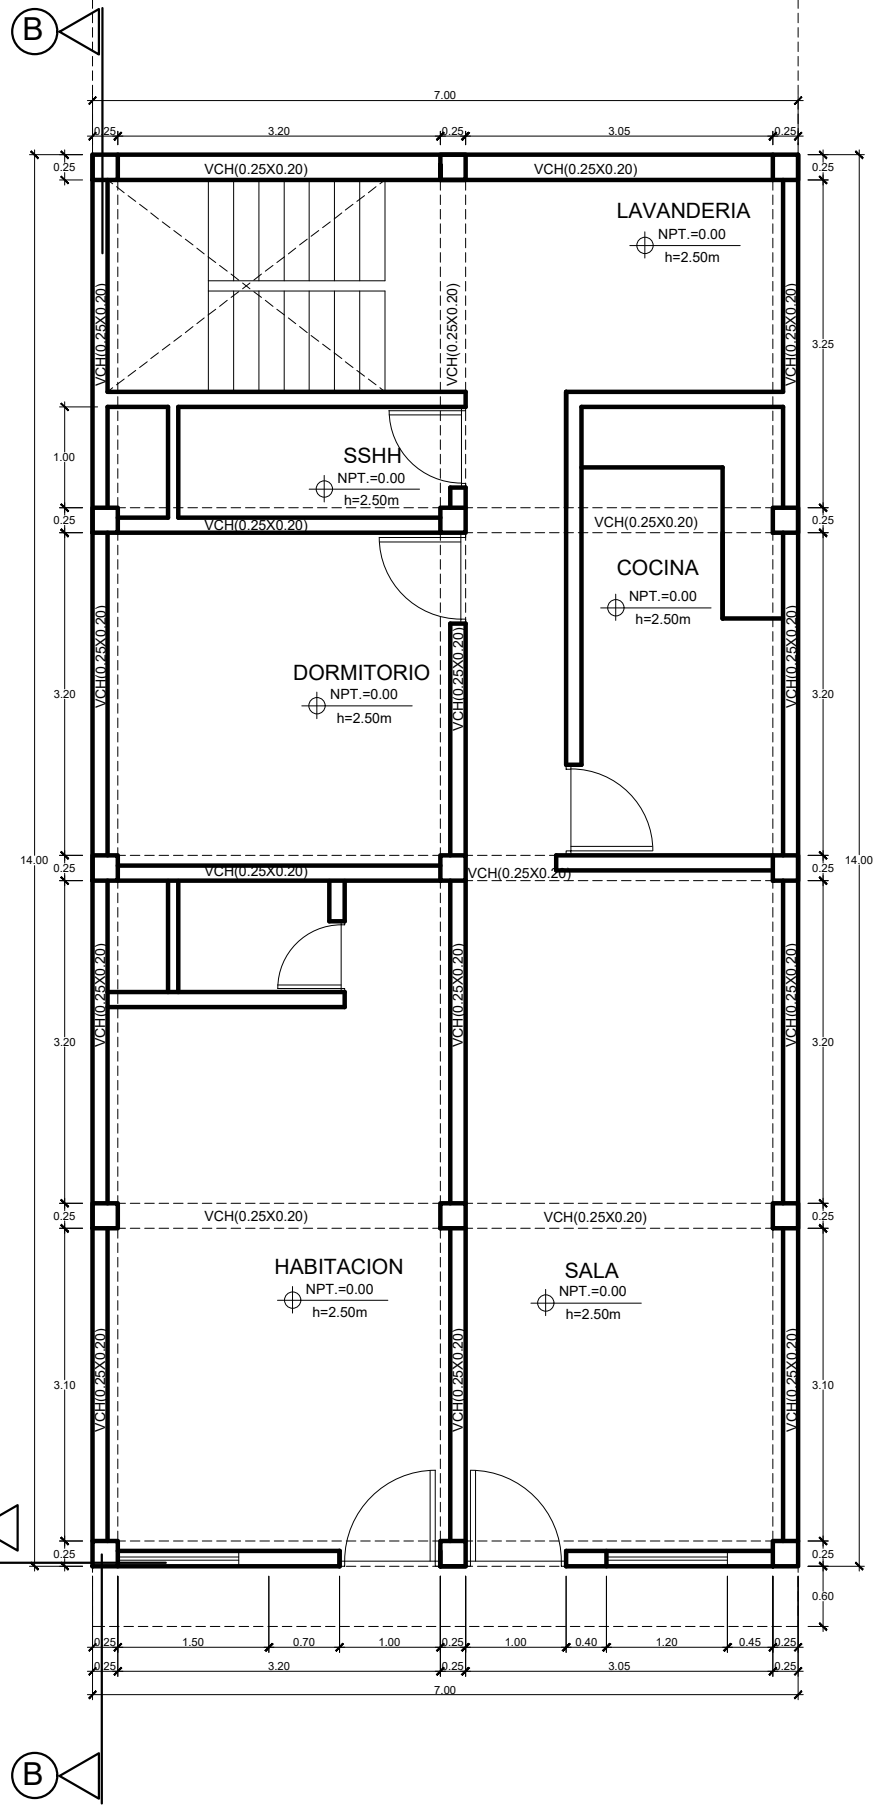 B
7.00
0.25 3.20 0.25 3.05 0.25
0.25 VCH(0.25X0.20) VCH(0.25X0.20) 0.25
LAVANDERIA
NPT.=0.00
h=2.50m
VCH(0.25X0.20) VCH(0.25X0.20) VCH(0.25X0.20) 3.25
1.00 SSHH
NPT.=0.00
h=2.50m
0.25 VCH(0.25X0.20) VCH(0.25X0.20) 0.25
COCINA
NPT.=0.00
h=2.50m
VCH(0.25X0.20) VCH(0.25X0.20) VCH(0.25X0.20)
3.20 DORMITORIO 3.20
NPT.=0.00
h=2.50m
14.00 14.00
0.25 VCH(0.25X0.20) VCH(0.25X0.20) 0.25
VCH(0.25X0.20) VCH(0.25X0.20) VCH(0.25X0.20)
3.20 3.20
0.25 VCH(0.25X0.20) VCH(0.25X0.20) 0.25
HABITACION SALA
NPT.=0.00 NPT.=0.00
h=2.50m h=2.50m
VCH(0.25X0.20) VCH(0.25X0.20) VCH(0.25X0.20)
3.10 3.10
0.25 0.25
0.60
0.25 1.50 0.70 1.00 0.25 1.00 0.40 1.20 0.45 0.25
0.25 3.20 0.25 3.05 0.25
7.00
B